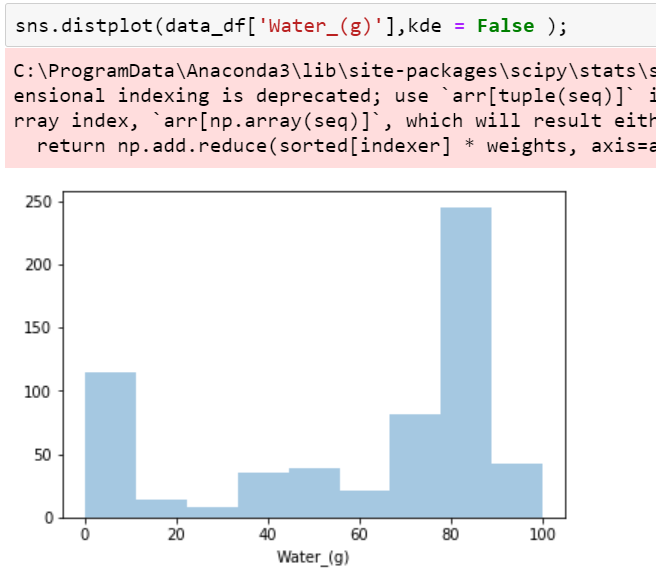 sns.distplot(data_df['Water_(g)'],kde = False );
C:\ProgramData\Anaconda3\lib\site-packages\scipy\stats\s
ensional indexing is deprecated; use `arr[tuple(seq)]` i
rray index, `arr[np.array(seq)]`, which will result eith
return np.add.reduce(sorted[indexer] * weights, axis=a
250
200
150
100
50
0
0 20 40 60 80 100
Water_(g)